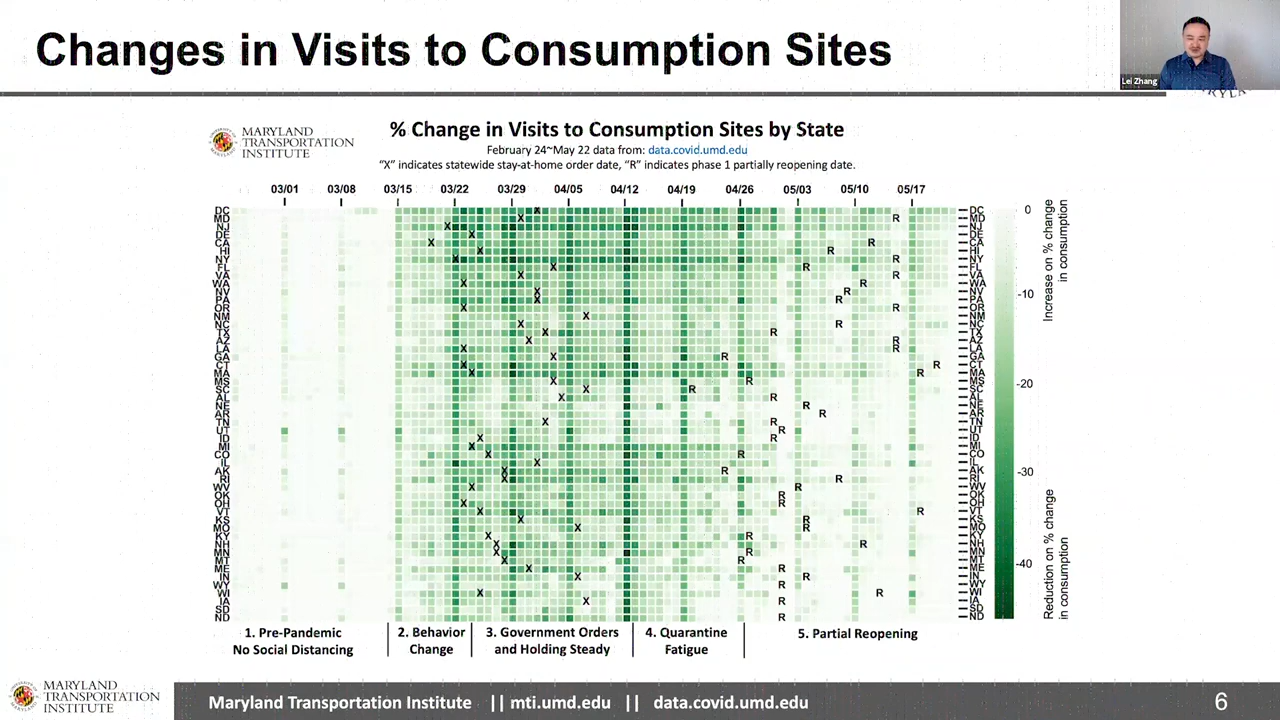 Changes in Visits to Consumption Sites
Lei Zhang
MARYLAND
TRANSPORTATION
INSTITUTE
% Change in Visits to Consumption Sites by State
February 24~May 22 data from: data.covid.umd.edu
"X" indicates statewide stay-at-home order date, "R" indicates phase 1 partially reopening date.
03/01 03/08 03/15 03/22 03/29 04/05 04/12 04/19 04/26 05/03 05/10 05/17
DC
MD
NJ
DE
CA
HI
NY
FL
VA
WA
NV
PA
OR
NM
NC
TX
AZ
LA
GA
CT
MA
MS
SC
AL
NE
AR
TN
UT
ID
MI
CO
IL
AK
RI
WV
OK
OH
VT
KS
MO
KY
NH
MN
MT
ME
IN
WY
WI
IA
SD
ND
0
-10
-20
-30
-40
Increase on % change
in consumption
Reduction on % change
in consumption
1. Pre-Pandemic
No Social Distancing
2. Behavior
Change
3. Government Orders
and Holding Steady
4. Quarantine
Fatigue
5. Partial Reopening
MARYLAND
TRANSPORTATION
INSTITUTE
Maryland Transportation Institute || mti.umd.edu || data.covid.umd.edu
6